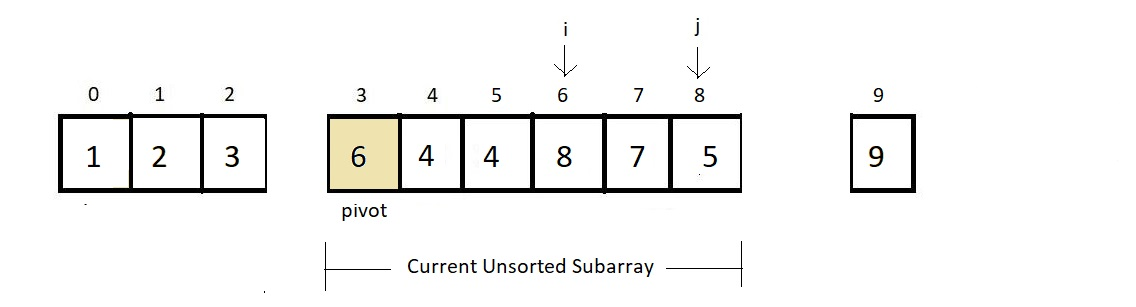 i j
0 1 2 3 4 5 6 7 8 9
1 2 3 6 4 4 8 7 5 9
pivot
Current Unsorted Subarray